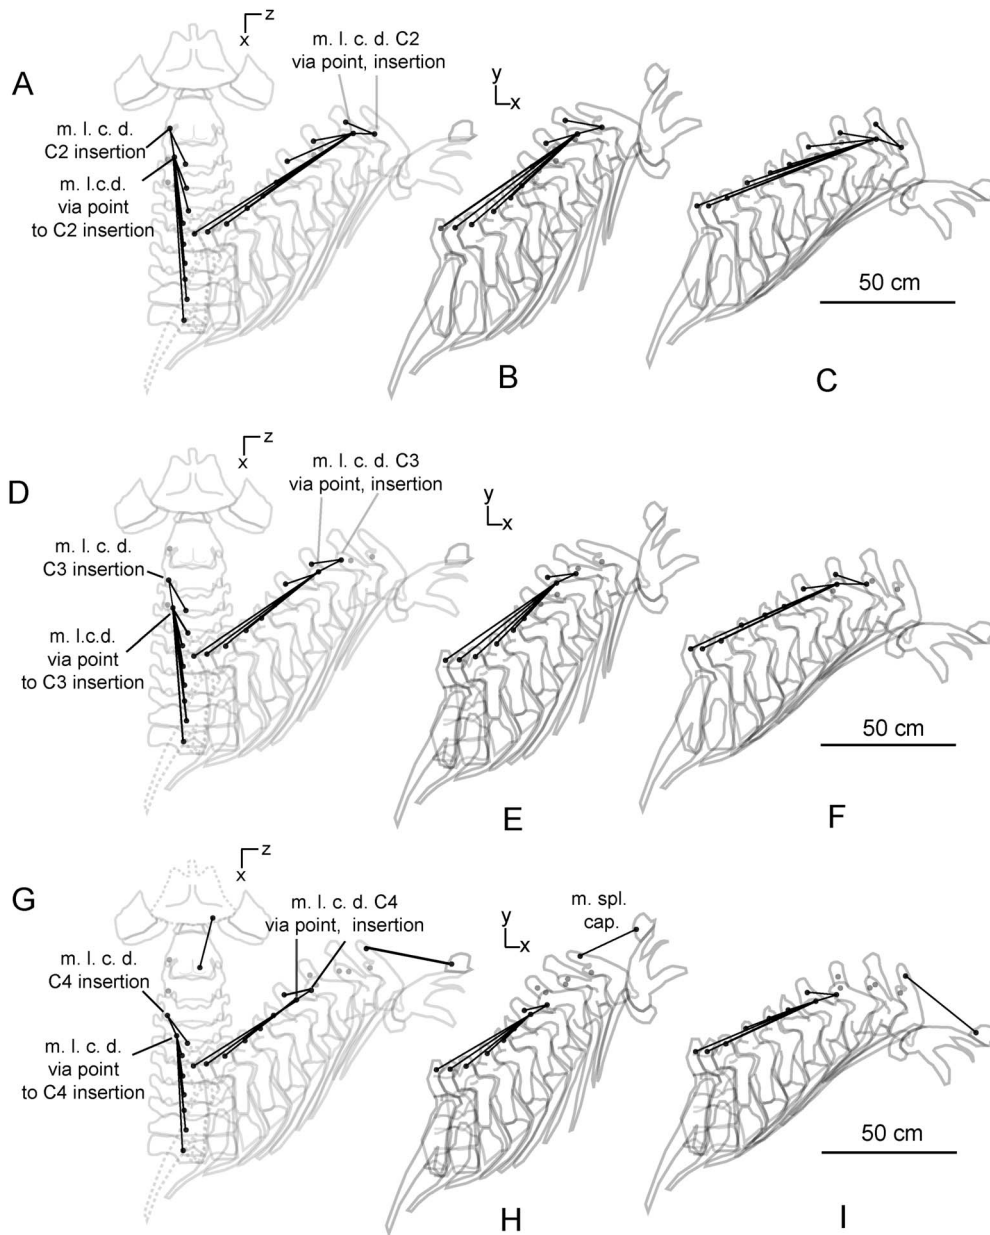 A
z
x
m. l. c. d. C2
via point, insertion
m. l. c. d.
C2 insertion
m. l.c.d.
via point
to C2 insertion
y
x
50 cm
B
C
D
z
x
m. l. c. d. C3
via point, insertion
m. l. c. d.
C3 insertion
m. l.c.d.
via point
to C3 insertion
y
x
50 cm
E
F
G
z
x
m. l. c. d. C4
via point, insertion
m. l. c. d.
C4 insertion
m. l. c. d.
via point
to C4 insertion
y
x
m. spl.
cap.
50 cm
H
I